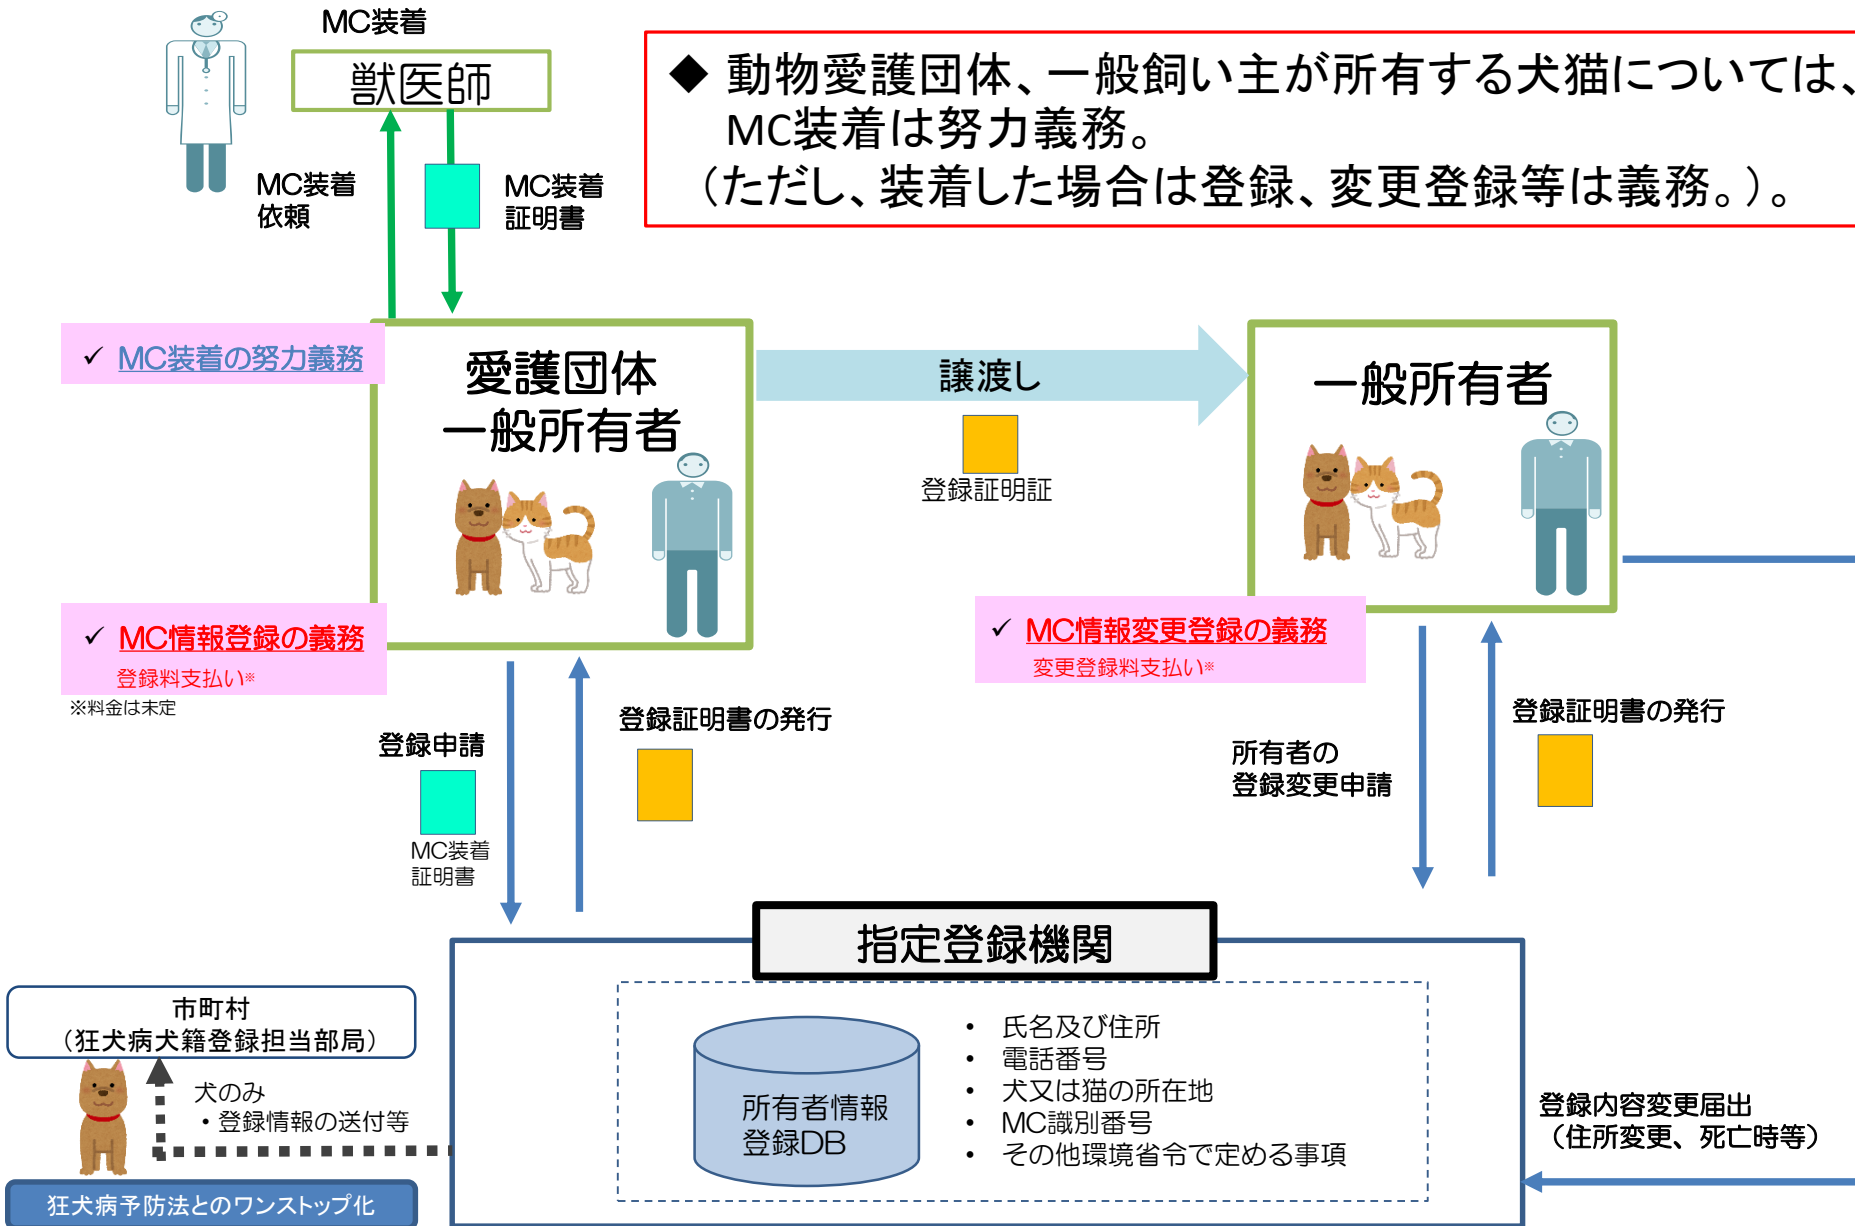 MC装着
獣医師
◆ 動物愛護団体、一般飼い主が所有する犬猫については、
MC装着は努力義務。
（ただし、装着した場合は登録、変更登録等は義務。）。
MC装着
依頼
MC装着
証明書
✓ MC装着の努力義務
愛護団体
一般所有者
譲渡し
登録証明証
一般所有者
✓ MC情報登録の義務
登録料支払い※
※料金は未定
✓ MC情報変更登録の義務
変更登録料支払い※
登録申請
MC装着
証明書
登録証明書の発行
所有者の
登録変更申請
登録証明書の発行
指定登録機関
所有者情報
登録DB
• 氏名及び住所
• 電話番号
• 犬又は猫の所在地
• MC識別番号
• その他環境省令で定める事項
市町村
（狂犬病犬籍登録担当部局）
犬のみ
・登録情報の送付等
狂犬病予防法とのワンストップ化
登録内容変更届出
（住所変更、死亡時等）